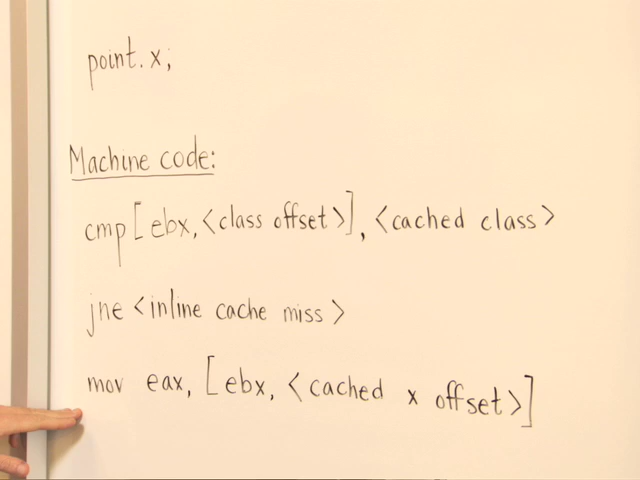 point.x;
Machine code:
cmp[ebx,<class offset>],<cached class>
jne <inline cache miss>
mov eax, [ebx, <cached x offset>]